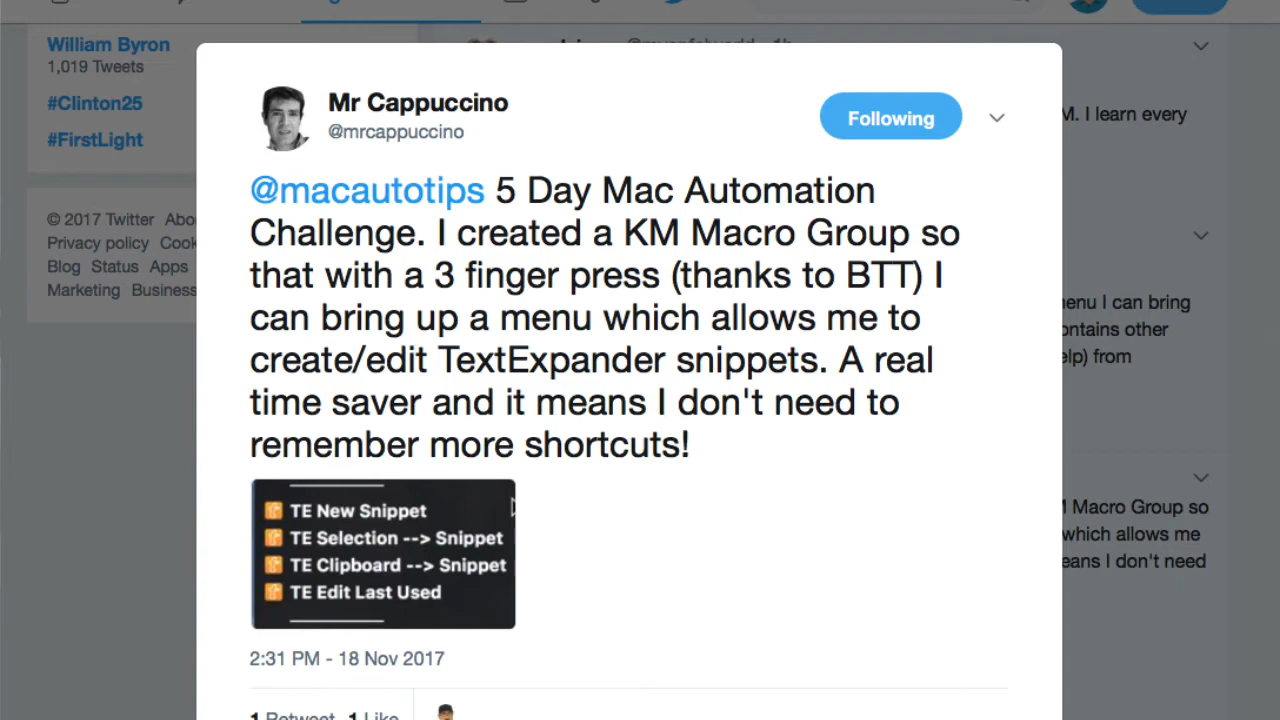 William Byron
1,019 Tweets
#Clinton25
#FirstLight
© 2017 Twitter
Privacy policy
Blog Status Apps
Marketing Business
Mr Cappuccino
@mrcappuccino
Following
@macautotips 5 Day Mac Automation
Challenge. I created a KM Macro Group so
that with a 3 finger press (thanks to BTT) I
can bring up a menu which allows me to
create/edit TextExpander snippets. A real
time saver and it means I don't need to
remember more shortcuts!
TE New Snippet
TE Selection --> Snippet
TE Clipboard --> Snippet
TE Edit Last Used
2:31 PM - 18 Nov 2017
1 Retweet 1 Like
M. I learn every
enu I can bring
ontains other
elp) from
Macro Group so
which allows me
eans I don't need